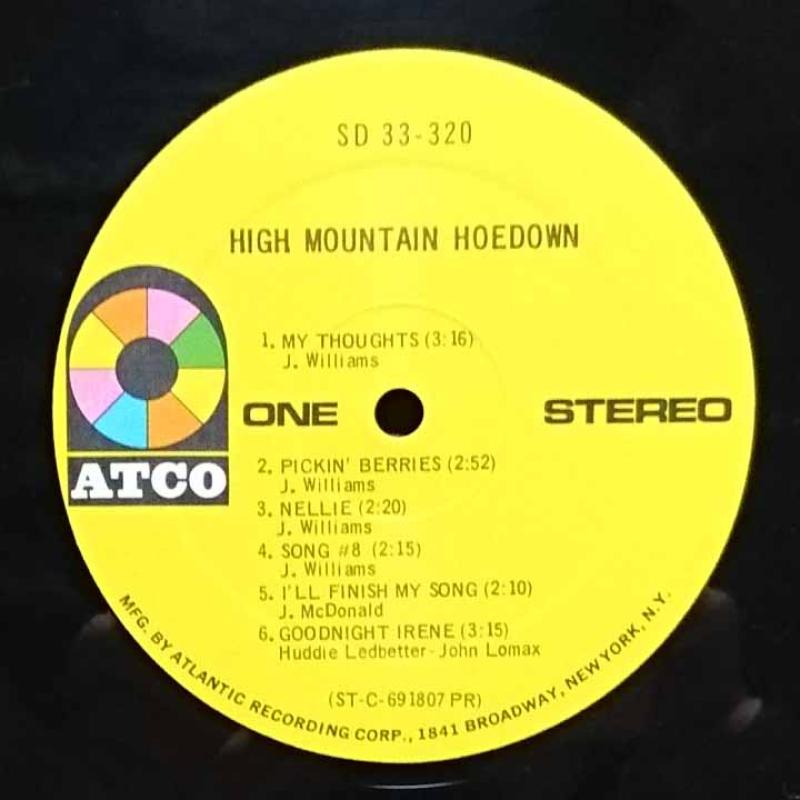 SD 33-320
HIGH MOUNTAIN HOEDOWN
1. MY THOUGHTS (3:16)
J. Williams
ONE
STEREO
ATCO
2. PICKIN' BERRIES (2:52)
J. Williams
3. NELLIE (2:20)
J. Williams
4. SONG #8 (2:15)
J. Williams
5. I'LL FINISH MY SONG (2:10)
J. McDonald
6. GOODNIGHT IRENE (3:15)
Huddie Ledbetter-John Lomax
(ST-C-691807 PR)
MFG. BY ATLANTIC RECORDING CORP., 1841 BROADWAY, NEW YORK, N.Y.